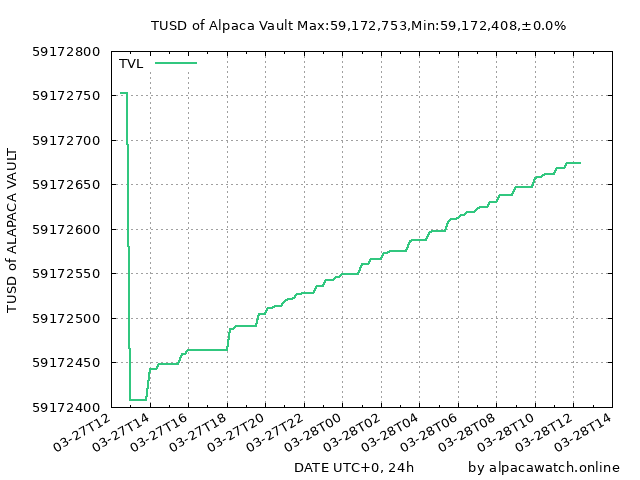 TUSD of Alpaca Vault Max:59,172,753,Min:59,172,408,±0.0%
TVL
59172800
59172750
59172700
59172650
59172600
59172550
59172500
59172450
59172400
TUSD of ALAPACA VAULT
03-27T12
03-27T14
03-27T16
03-27T18
03-27T20
03-27T22
03-28T00
03-28T02
03-28T04
03-28T06
03-28T08
03-28T10
03-28T12
03-28T14
DATE UTC+0, 24h
by alpacawatch.online